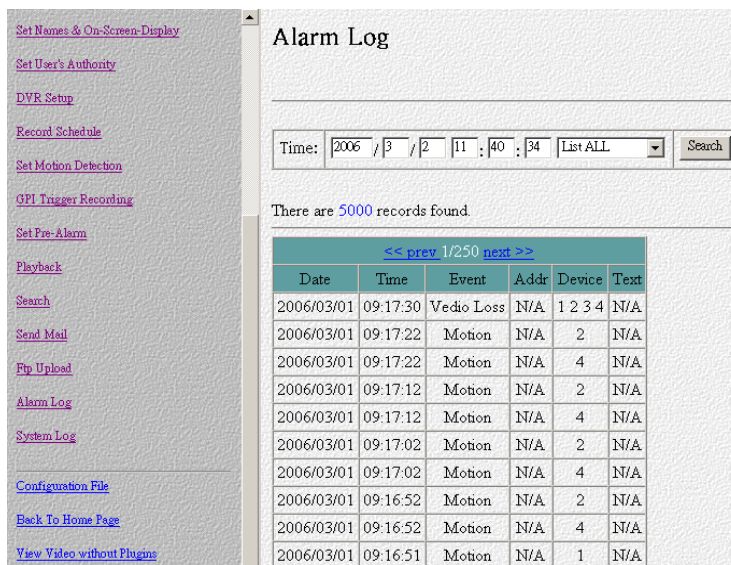 Set Names & On-Screen-Display
Set User's Authority
DVR Setup
Record Schedule
Set Motion Detection
GPI Trigger Recording
Set Pre-Alarm
Playback
Search
Send Mail
Ftp Upload
Alarm Log
System Log
Configuration File
Back To Home Page
View Video without Plugins
Alarm Log
Time: 2006 / 3 / 2 11 : 40 : 34 List ALL Search
There are 5000 records found.
<< prev 1/250 next >>
Date Time Event Addr Device Text
2006/03/01 09:17:30 Vedio Loss N/A 1 2 3 4 N/A
2006/03/01 09:17:22 Motion N/A 2 N/A
2006/03/01 09:17:22 Motion N/A 4 N/A
2006/03/01 09:17:12 Motion N/A 2 N/A
2006/03/01 09:17:12 Motion N/A 4 N/A
2006/03/01 09:17:02 Motion N/A 2 N/A
2006/03/01 09:17:02 Motion N/A 4 N/A
2006/03/01 09:16:52 Motion N/A 2 N/A
2006/03/01 09:16:52 Motion N/A 4 N/A
2006/03/01 09:16:51 Motion N/A 1 N/A